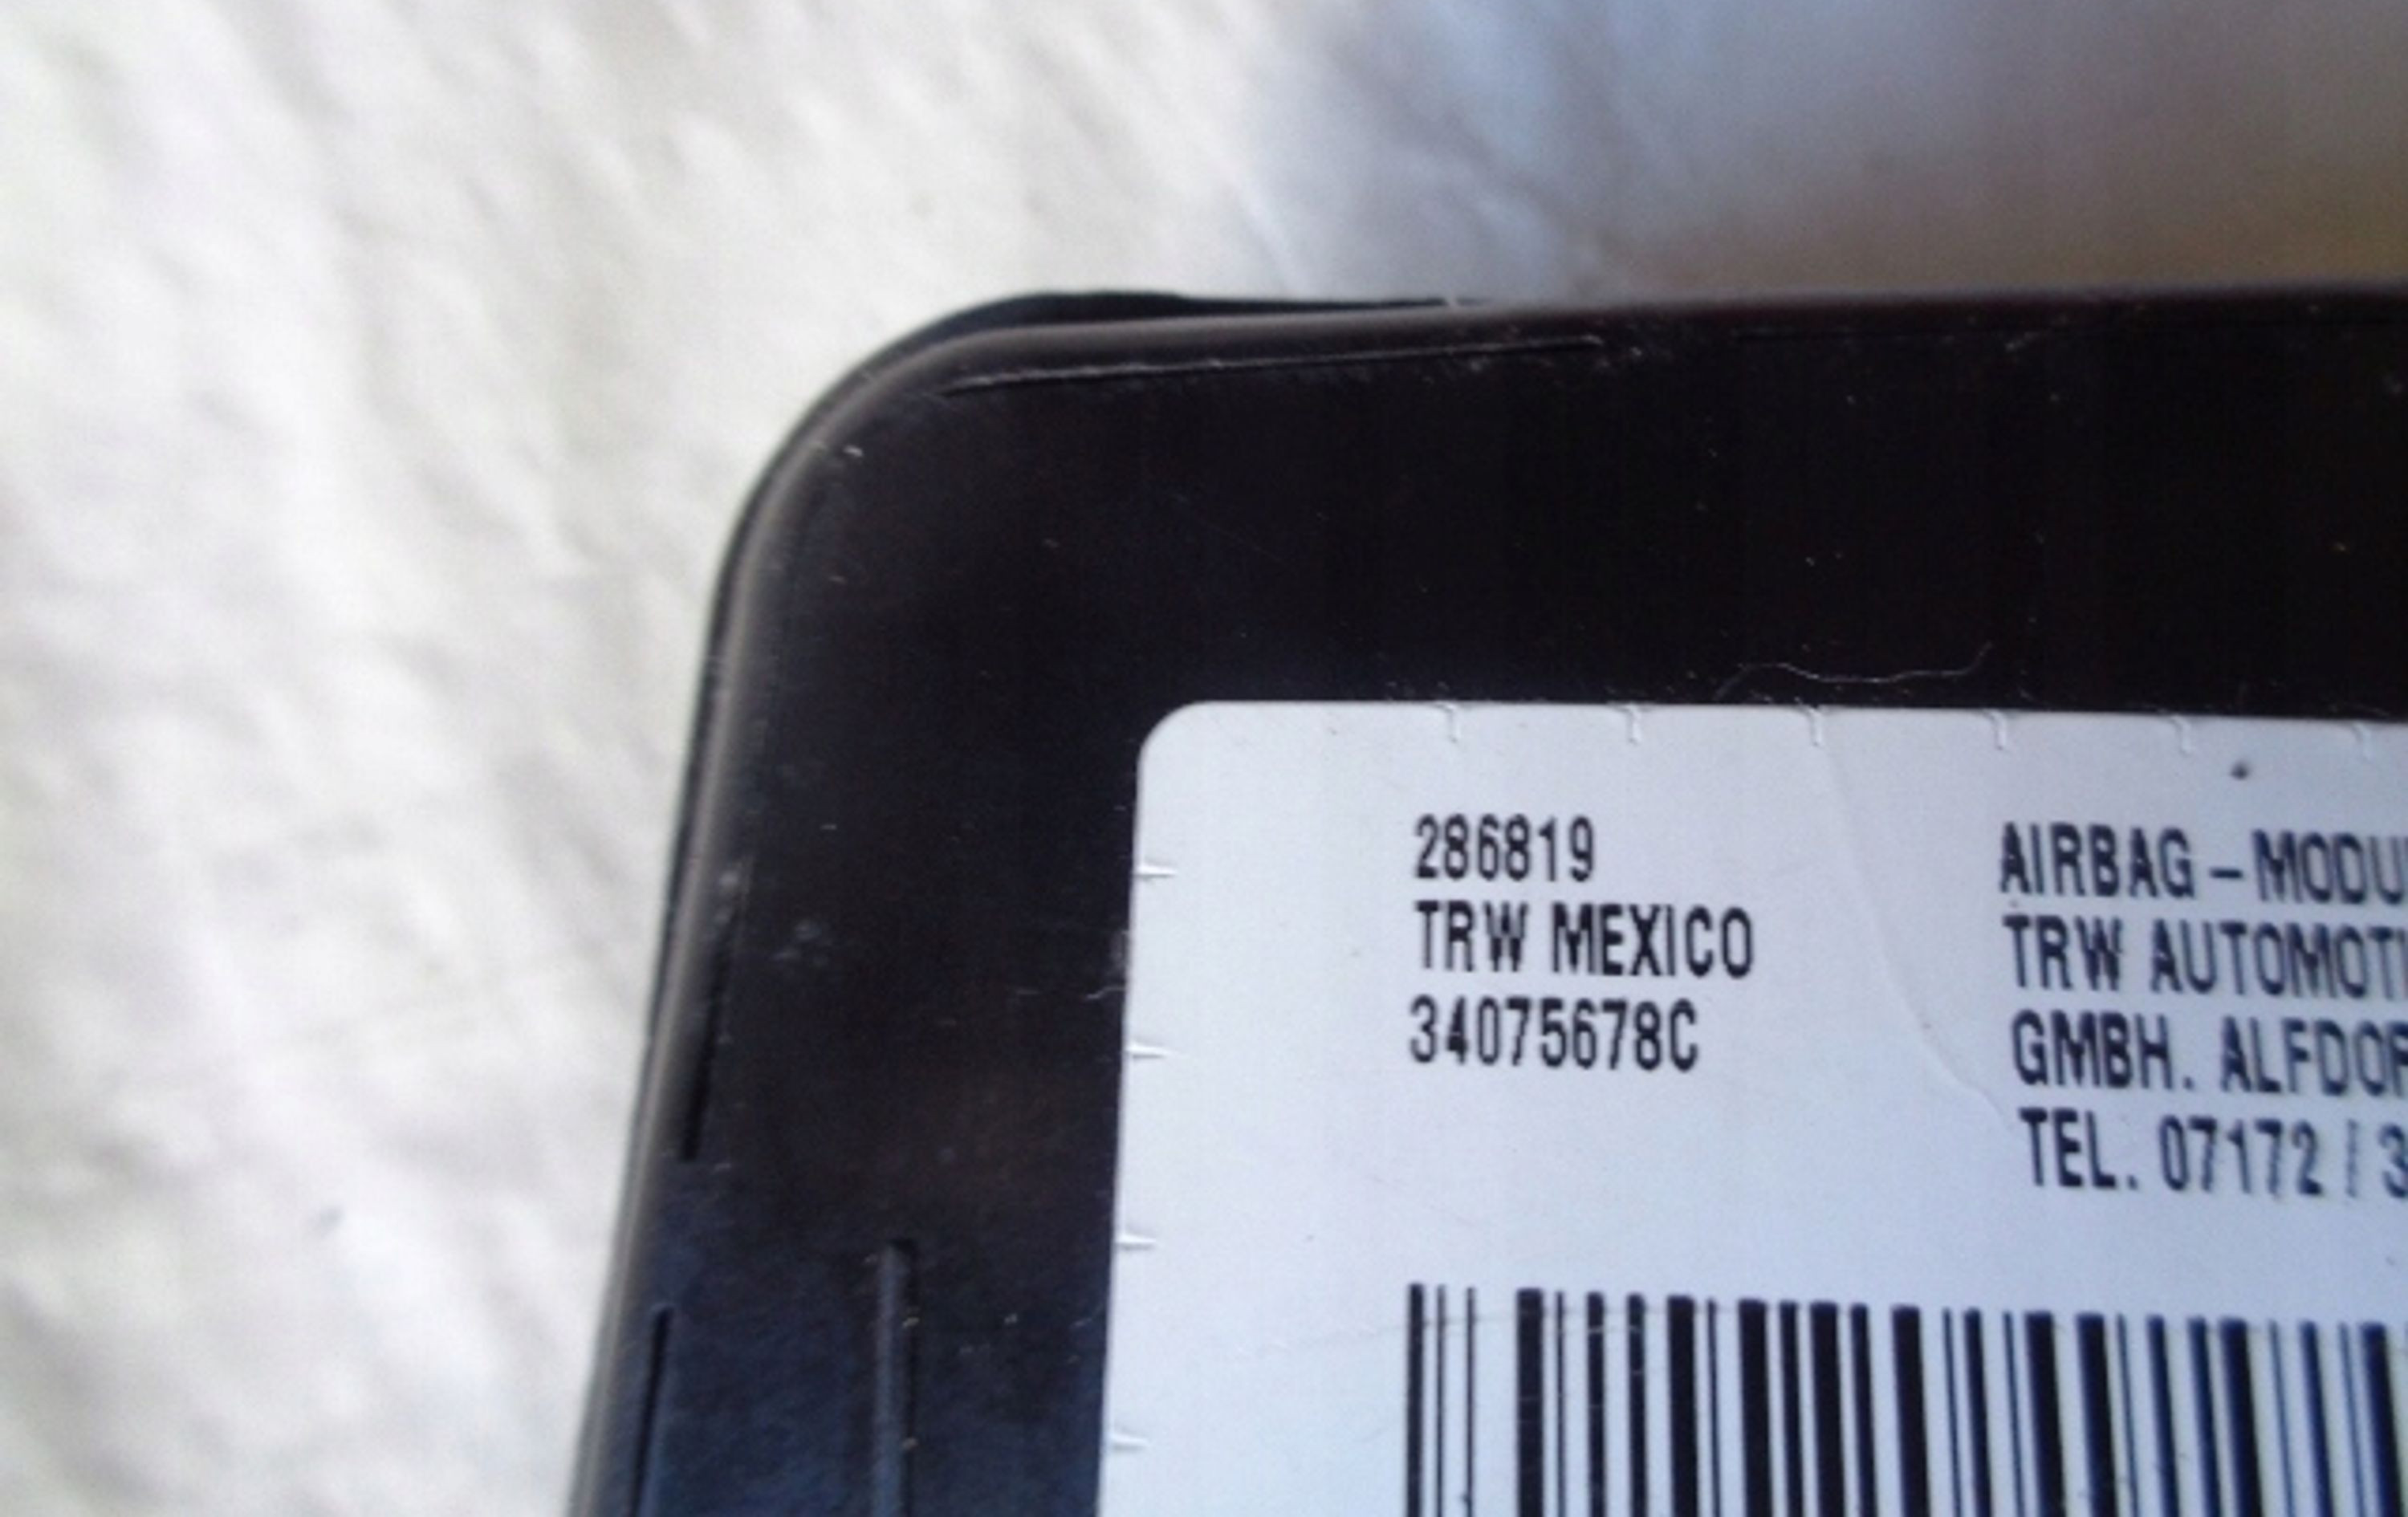 286819
TRW MEXICO
34075678C
AIRBAG – MODU
TRW AUTOMOTI
GMBH. ALFDOR
TEL. 07172 / 3